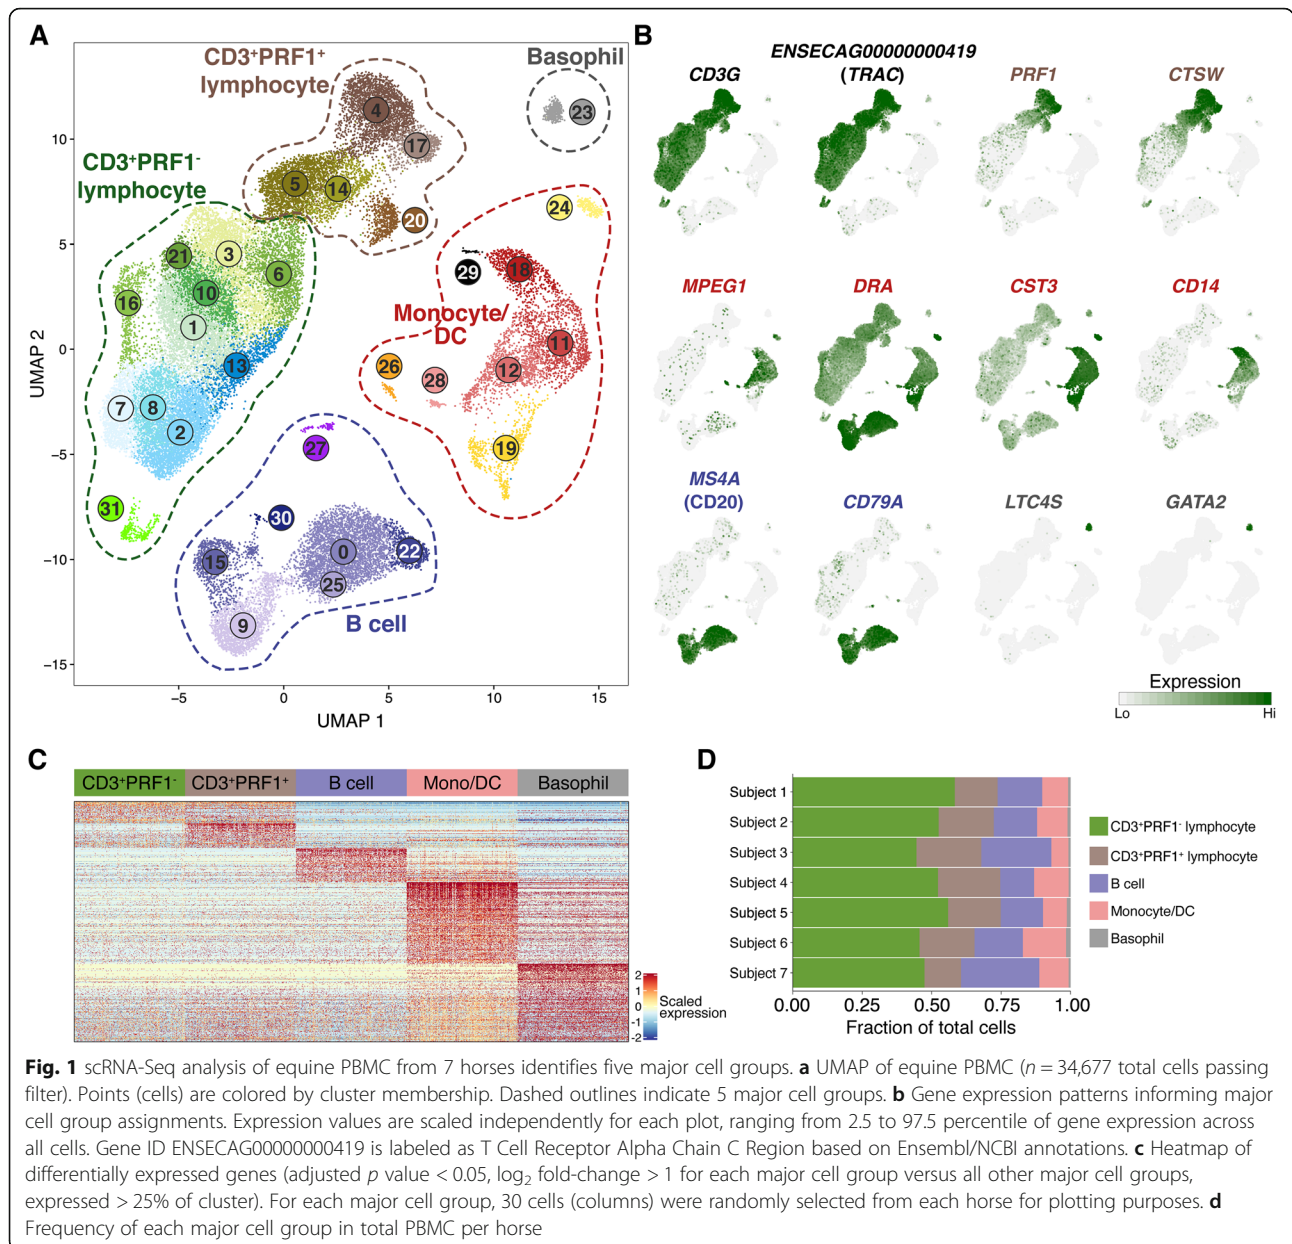 A
CD3+PRF1+
lymphocyte
Basophil
CD3+PRF1-
lymphocyte
Monocyte/
DC
B cell
4
17
23
5
14
20
24
21
3
6
29
18
16
10
1
11
13
26
28
12
7
8
2
19
27
31
30
15
0
22
25
9
10
5
0
−5
−10
−15
UMAP 2
−5
0
5
10
15
UMAP 1
B
CD3G
ENSECAG00000000419
(TRAC)
PRF1
CTSW
MPEG1
DRA
CST3
CD14
MS4A
(CD20)
CD79A
LTC4S
GATA2
Expression
Lo
Hi
C
CD3+PRF1-
CD3+PRF1+
B cell
Mono/DC
Basophil
2
1
0
-1
-2
Scaled
expression
D
Subject 1
Subject 2
Subject 3
Subject 4
Subject 5
Subject 6
Subject 7
0.00
0.25
0.50
0.75
1.00
Fraction of total cells
CD3+PRF1- lymphocyte
CD3+PRF1+ lymphocyte
B cell
Monocyte/DC
Basophil
Fig. 1 scRNA-Seq analysis of equine PBMC from 7 horses identifies five major cell groups. a UMAP of equine PBMC (n = 34,677 total cells passing
filter). Points (cells) are colored by cluster membership. Dashed outlines indicate 5 major cell groups. b Gene expression patterns informing major
cell group assignments. Expression values are scaled independently for each plot, ranging from 2.5 to 97.5 percentile of gene expression across
all cells. Gene ID ENSECAG00000000419 is labeled as T Cell Receptor Alpha Chain C Region based on Ensembl/NCBI annotations. c Heatmap of
differentially expressed genes (adjusted p value < 0.05, log2 fold-change > 1 for each major cell group versus all other major cell groups,
expressed > 25% of cluster). For each major cell group, 30 cells (columns) were randomly selected from each horse for plotting purposes. d
Frequency of each major cell group in total PBMC per horse